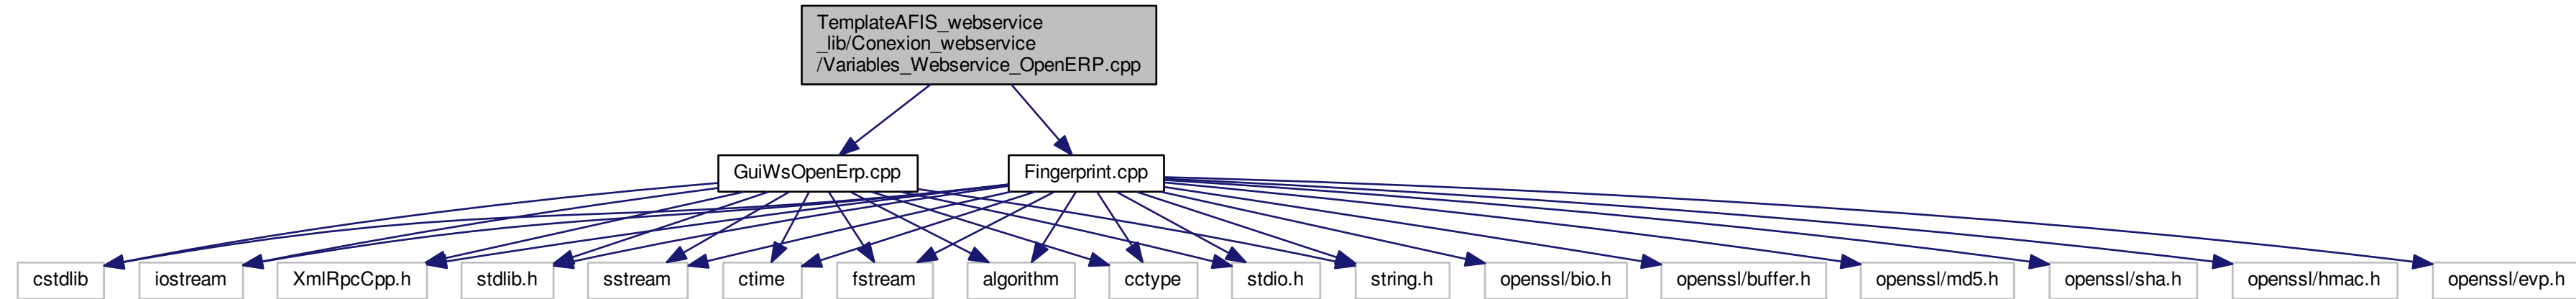 TemplateAFIS_webservice
_lib/Conexion_webservice
/Variables_Webservice_OpenERP.cpp
GuiWsOpenErp.cpp
Fingerprint.cpp
cstdlib
iostream
XmlRpcCpp.h
stdlib.h
sstream
ctime
fstream
algorithm
cctype
stdio.h
string.h
openssl/bio.h
openssl/buffer.h
openssl/md5.h
openssl/sha.h
openssl/hmac.h
openssl/evp.h